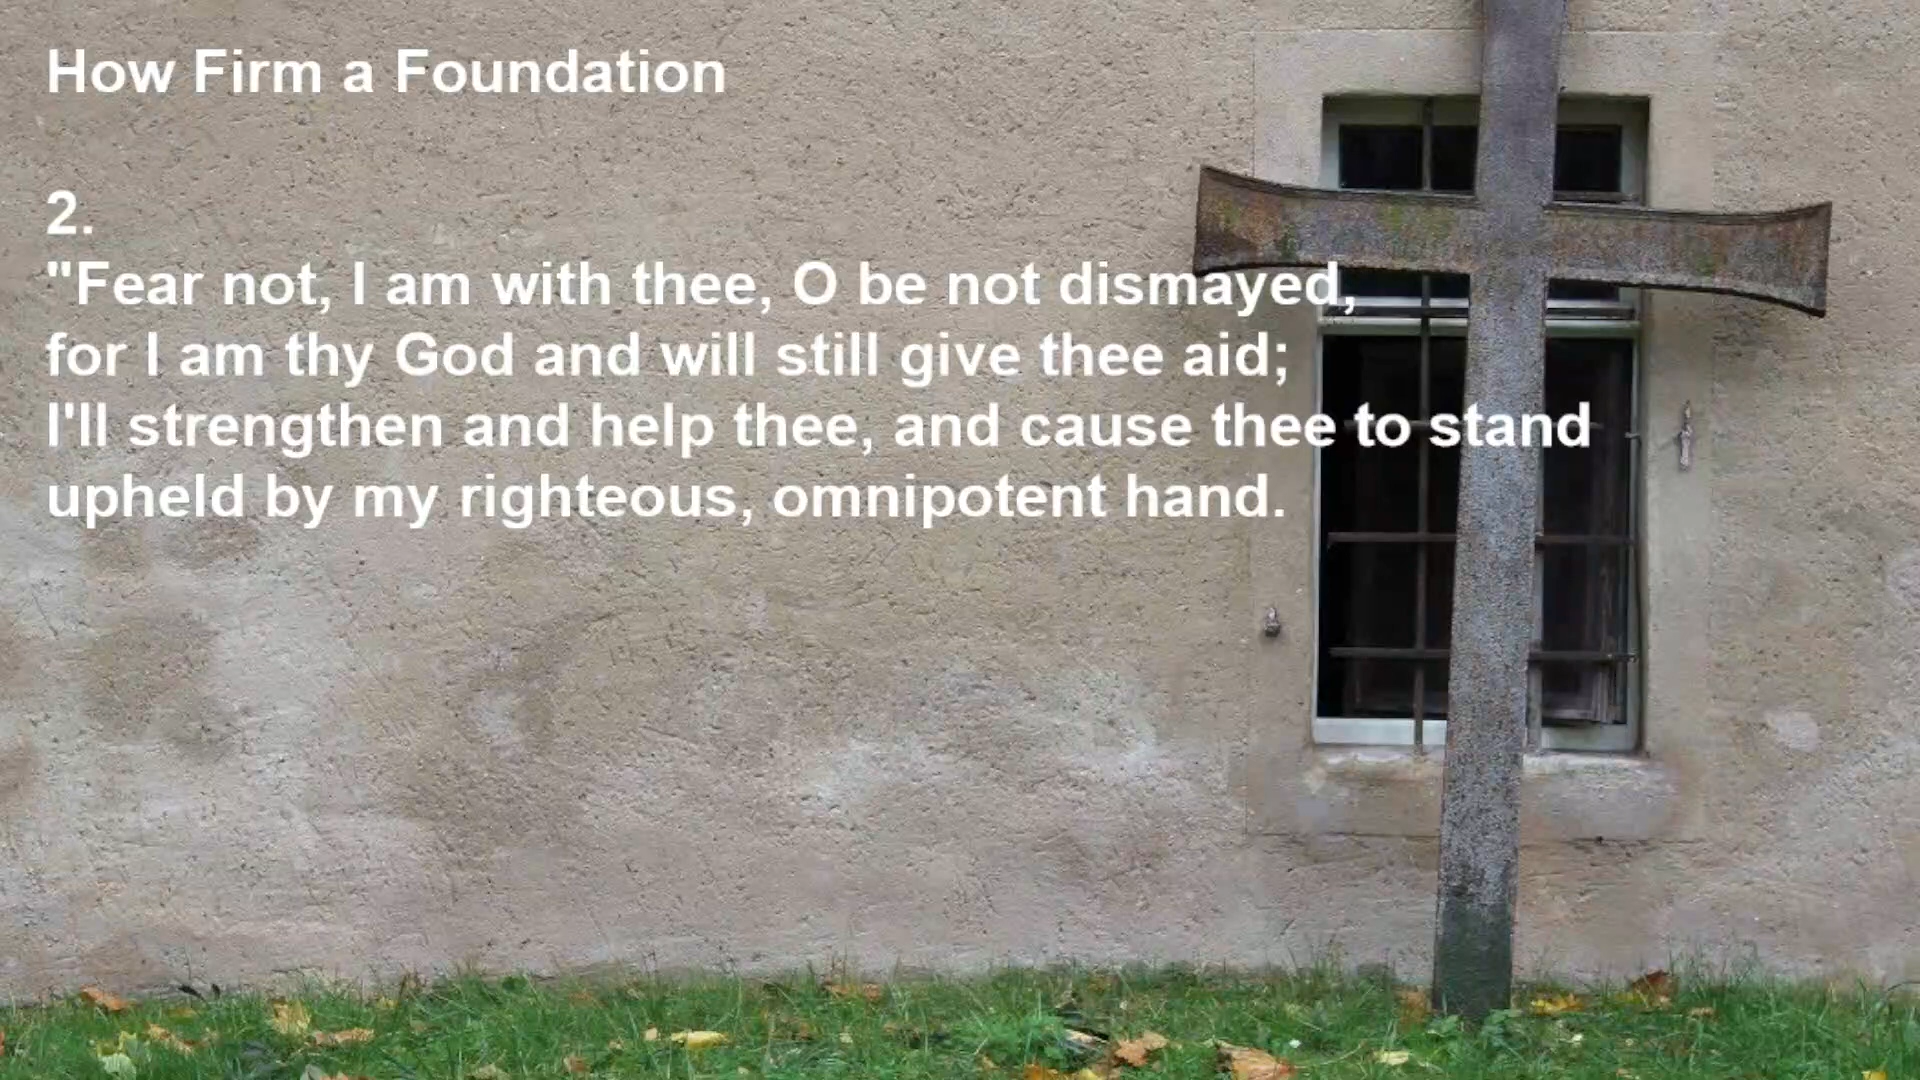 How Firm a Foundation
2.
"Fear not, I am with thee, O be not dismayed,
for I am thy God and will still give thee aid;
I'll strengthen and help thee, and cause thee to stand
upheld by my righteous, omnipotent hand.